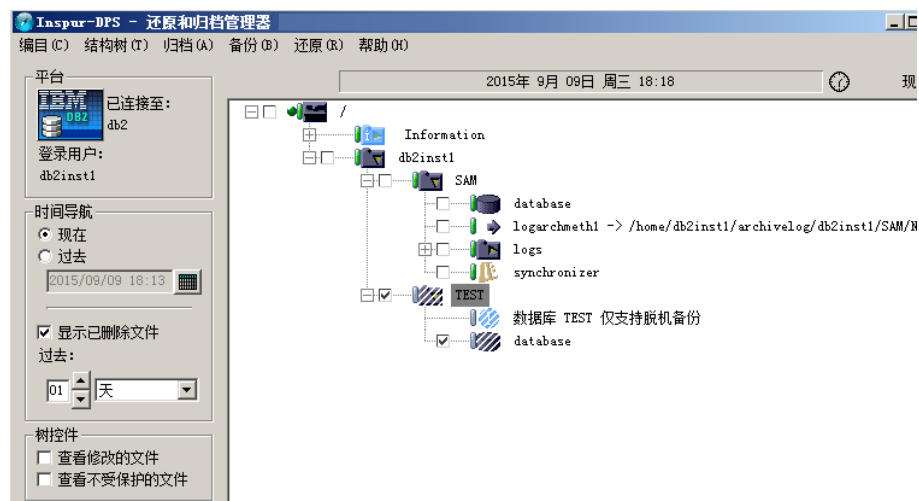 Inspur-DPS - 还原和归档管理器
编目(C) 结构树(T) 归档(A) 备份(B) 还原(R) 帮助(H)
平台
IBM DB2
已连接至:
db2
登录用户:
db2inst1
时间导航
现在
过去
2015/09/09 18:13
显示已删除文件
过去:
01 天
树控件
查看修改的文件
查看不受保护的文件
2015年 9月 09日 周三 18:18
现
/
Information
db2inst1
SAM
database
logarchmeth1 -> /home/db2inst1/archivelog/db2inst1/SAM/N
logs
synchronizer
TEST
数据库 TEST 仅支持脱机备份
database